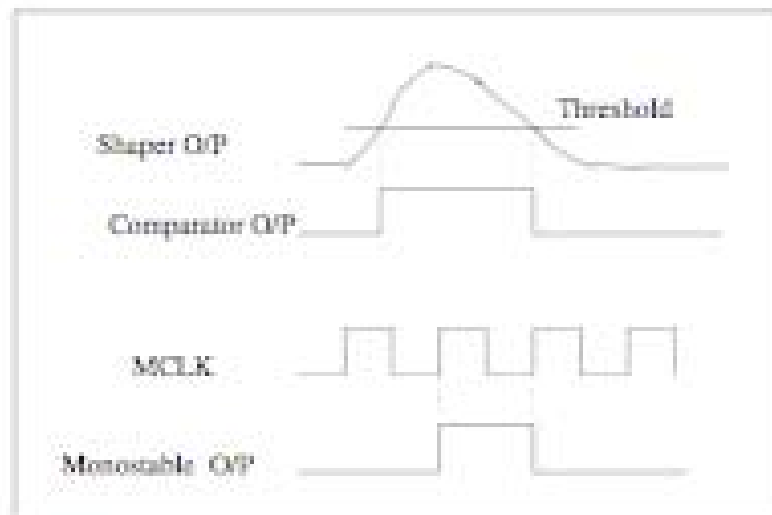 Threshold
Shaper O/P
Comparator O/P
MCLK
Monostable O/P